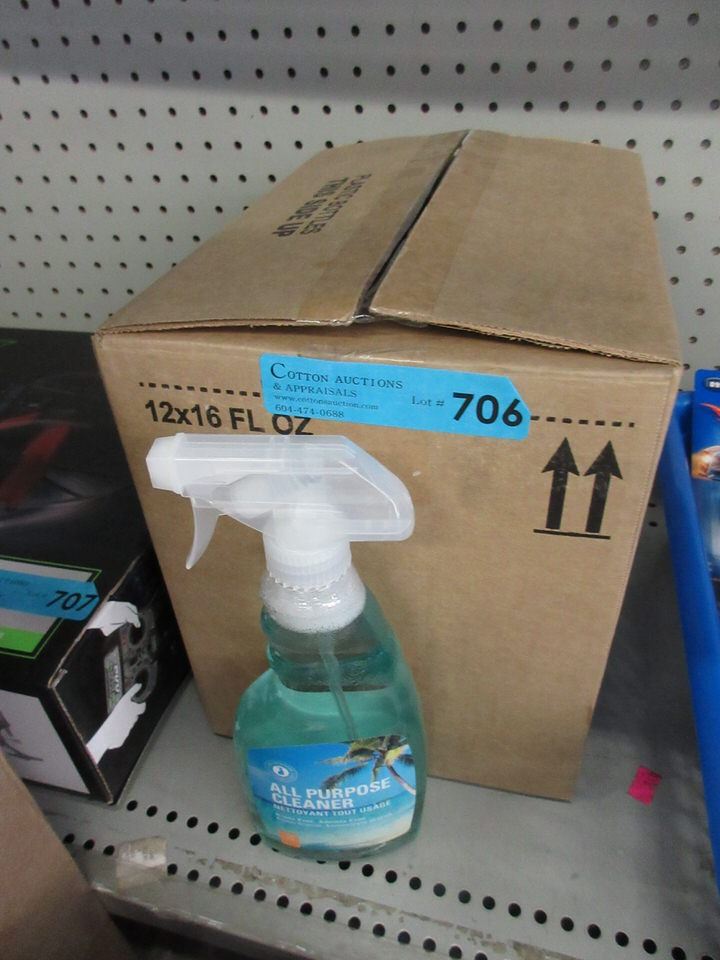 PLASTIC BOTTLES
THIS SIDE UP
COTTON AUCTIONS
& APPRAISALS
www.cottonsauction.com
604-474-0688
Lot # 706
12x16 FL OZ
707
ALL PURPOSE
CLEANER
NETTOYANT TOUT USAGE